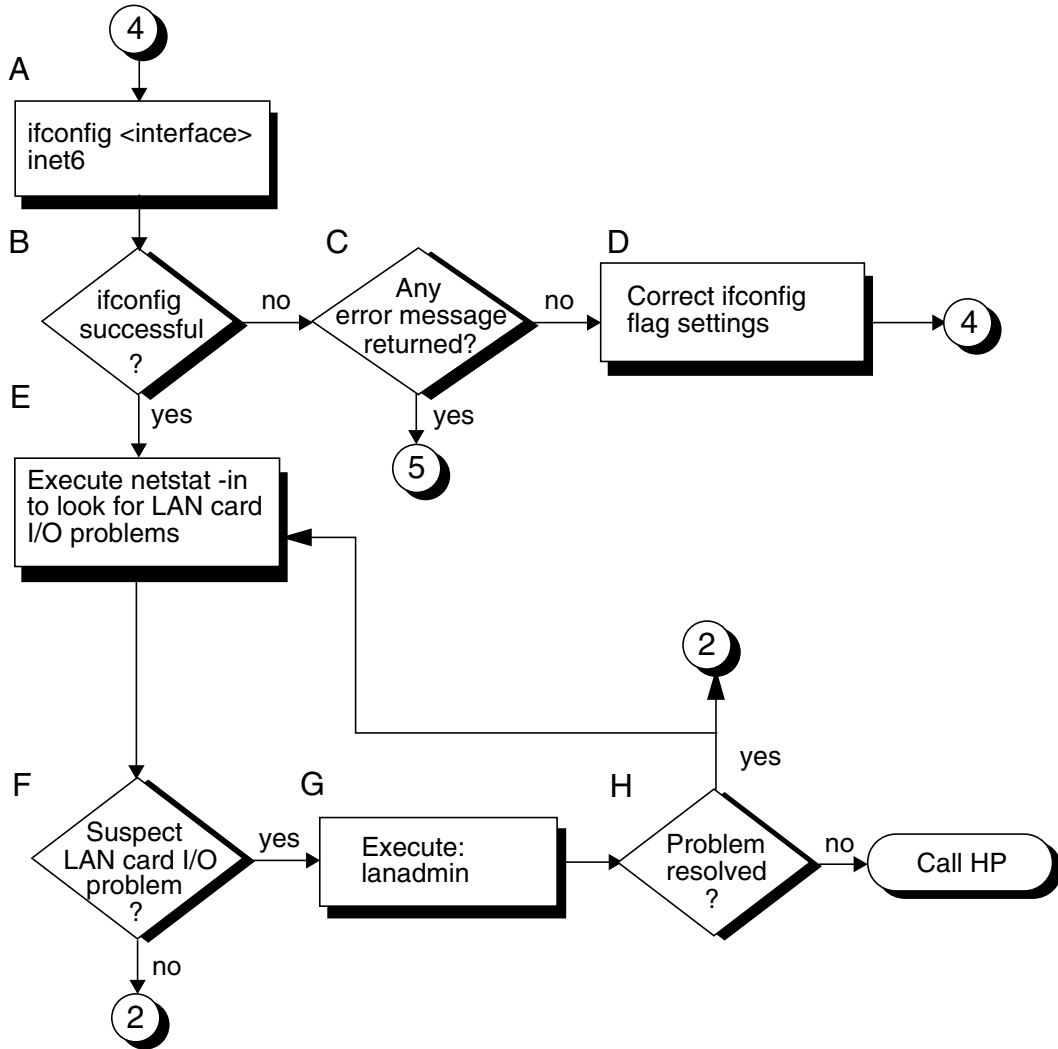 4
A
ifconfig <interface>
inet6
B
ifconfig
successful
?
no
C
Any
error message
returned?
no
D
Correct ifconfig
flag settings
4
yes
yes
5
E
Execute netstat -in
to look for LAN card
I/O problems
2
yes
F
Suspect
LAN card I/O
problem
?
yes
G
Execute:
lanadmin
H
Problem
resolved
?
no
Call HP
no
2